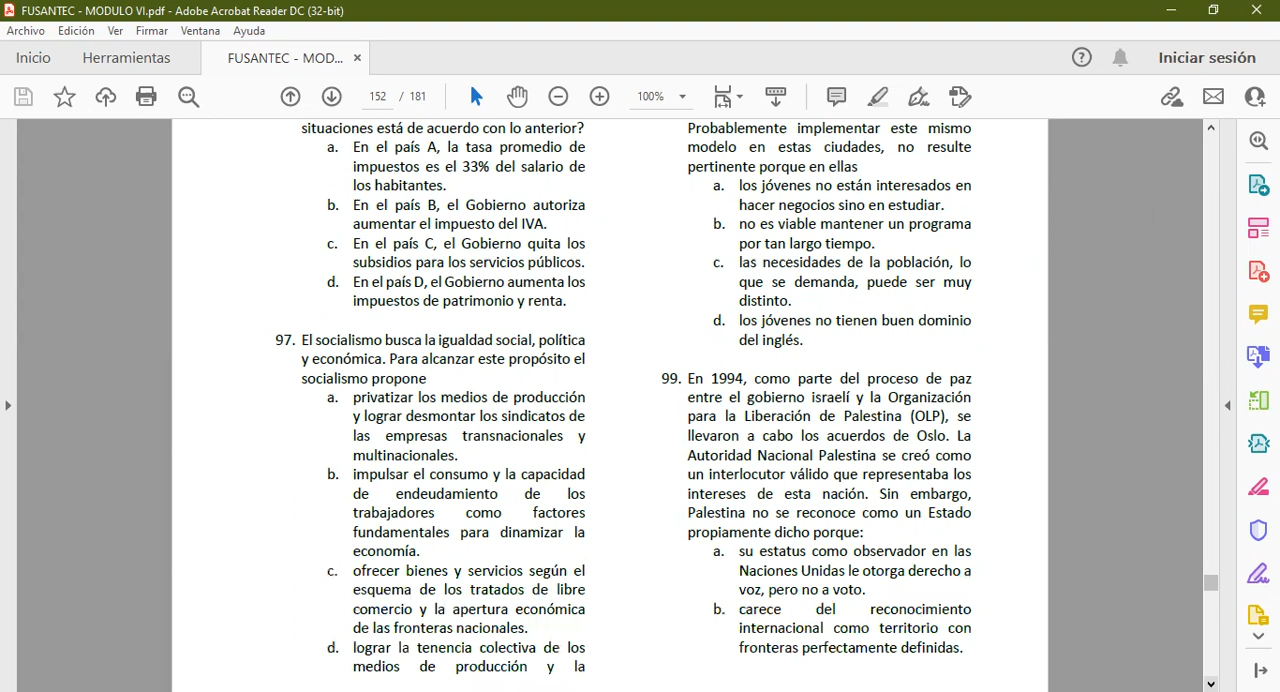 FUSANTEC - MODULO VI.pdf - Adobe Acrobat Reader DC (32-bit)
Archivo Edición Ver Firmar Ventana Ayuda
Inicio Herramientas FUSANTEC - MOD... × Iniciar sesión
152 / 181 100%
situaciones está de acuerdo con lo anterior?
a. En el país A, la tasa promedio de
impuestos es el 33% del salario de
los habitantes.
b. En el país B, el Gobierno autoriza
aumentar el impuesto del IVA.
c. En el país C, el Gobierno quita los
subsidios para los servicios públicos.
d. En el país D, el Gobierno aumenta los
impuestos de patrimonio y renta.
97. El socialismo busca la igualdad social, política
y económica. Para alcanzar este propósito el
socialismo propone
a. privatizar los medios de producción
y lograr desmontar los sindicatos de
las empresas transnacionales y
multinacionales.
b. impulsar el consumo y la capacidad
de endeudamiento de los
trabajadores como factores
fundamentales para dinamizar la
economía.
c. ofrecer bienes y servicios según el
esquema de los tratados de libre
comercio y la apertura económica
de las fronteras nacionales.
d. lograr la tenencia colectiva de los
medios de producción y la
Probablemente implementar este mismo
modelo en estas ciudades, no resulte
pertinente porque en ellas
a. los jóvenes no están interesados en
hacer negocios sino en estudiar.
b. no es viable mantener un programa
por tan largo tiempo.
c. las necesidades de la población, lo
que se demanda, puede ser muy
distinto.
d. los jóvenes no tienen buen dominio
del inglés.
99. En 1994, como parte del proceso de paz
entre el gobierno israelí y la Organización
para la Liberación de Palestina (OLP), se
llevaron a cabo los acuerdos de Oslo. La
Autoridad Nacional Palestina se creó como
un interlocutor válido que representaba los
intereses de esta nación. Sin embargo,
Palestina no se reconoce como un Estado
propiamente dicho porque:
a. su estatus como observador en las
Naciones Unidas le otorga derecho a
voz, pero no a voto.
b. carece del reconocimiento
internacional como territorio con
fronteras perfectamente definidas.